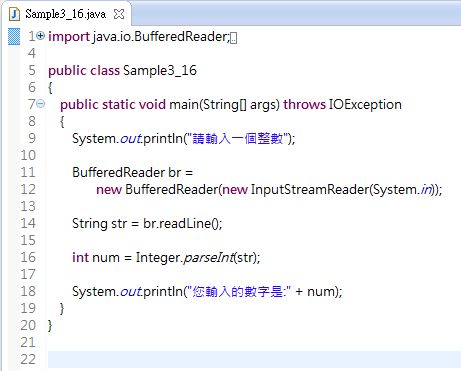 Sample3_16.java
1 import java.io.BufferedReader;
4
5 public class Sample3_16
6 {
7 public static void main(String[] args) throws IOException
8 {
9 System.out.println("請輸入一個整數");
10
11 BufferedReader br =
12 new BufferedReader(new InputStreamReader(System.in));
13
14 String str = br.readLine();
15
16 int num = Integer.parseInt(str);
17
18 System.out.println("您輸入的數字是:" + num);
19 }
20 }
21
22